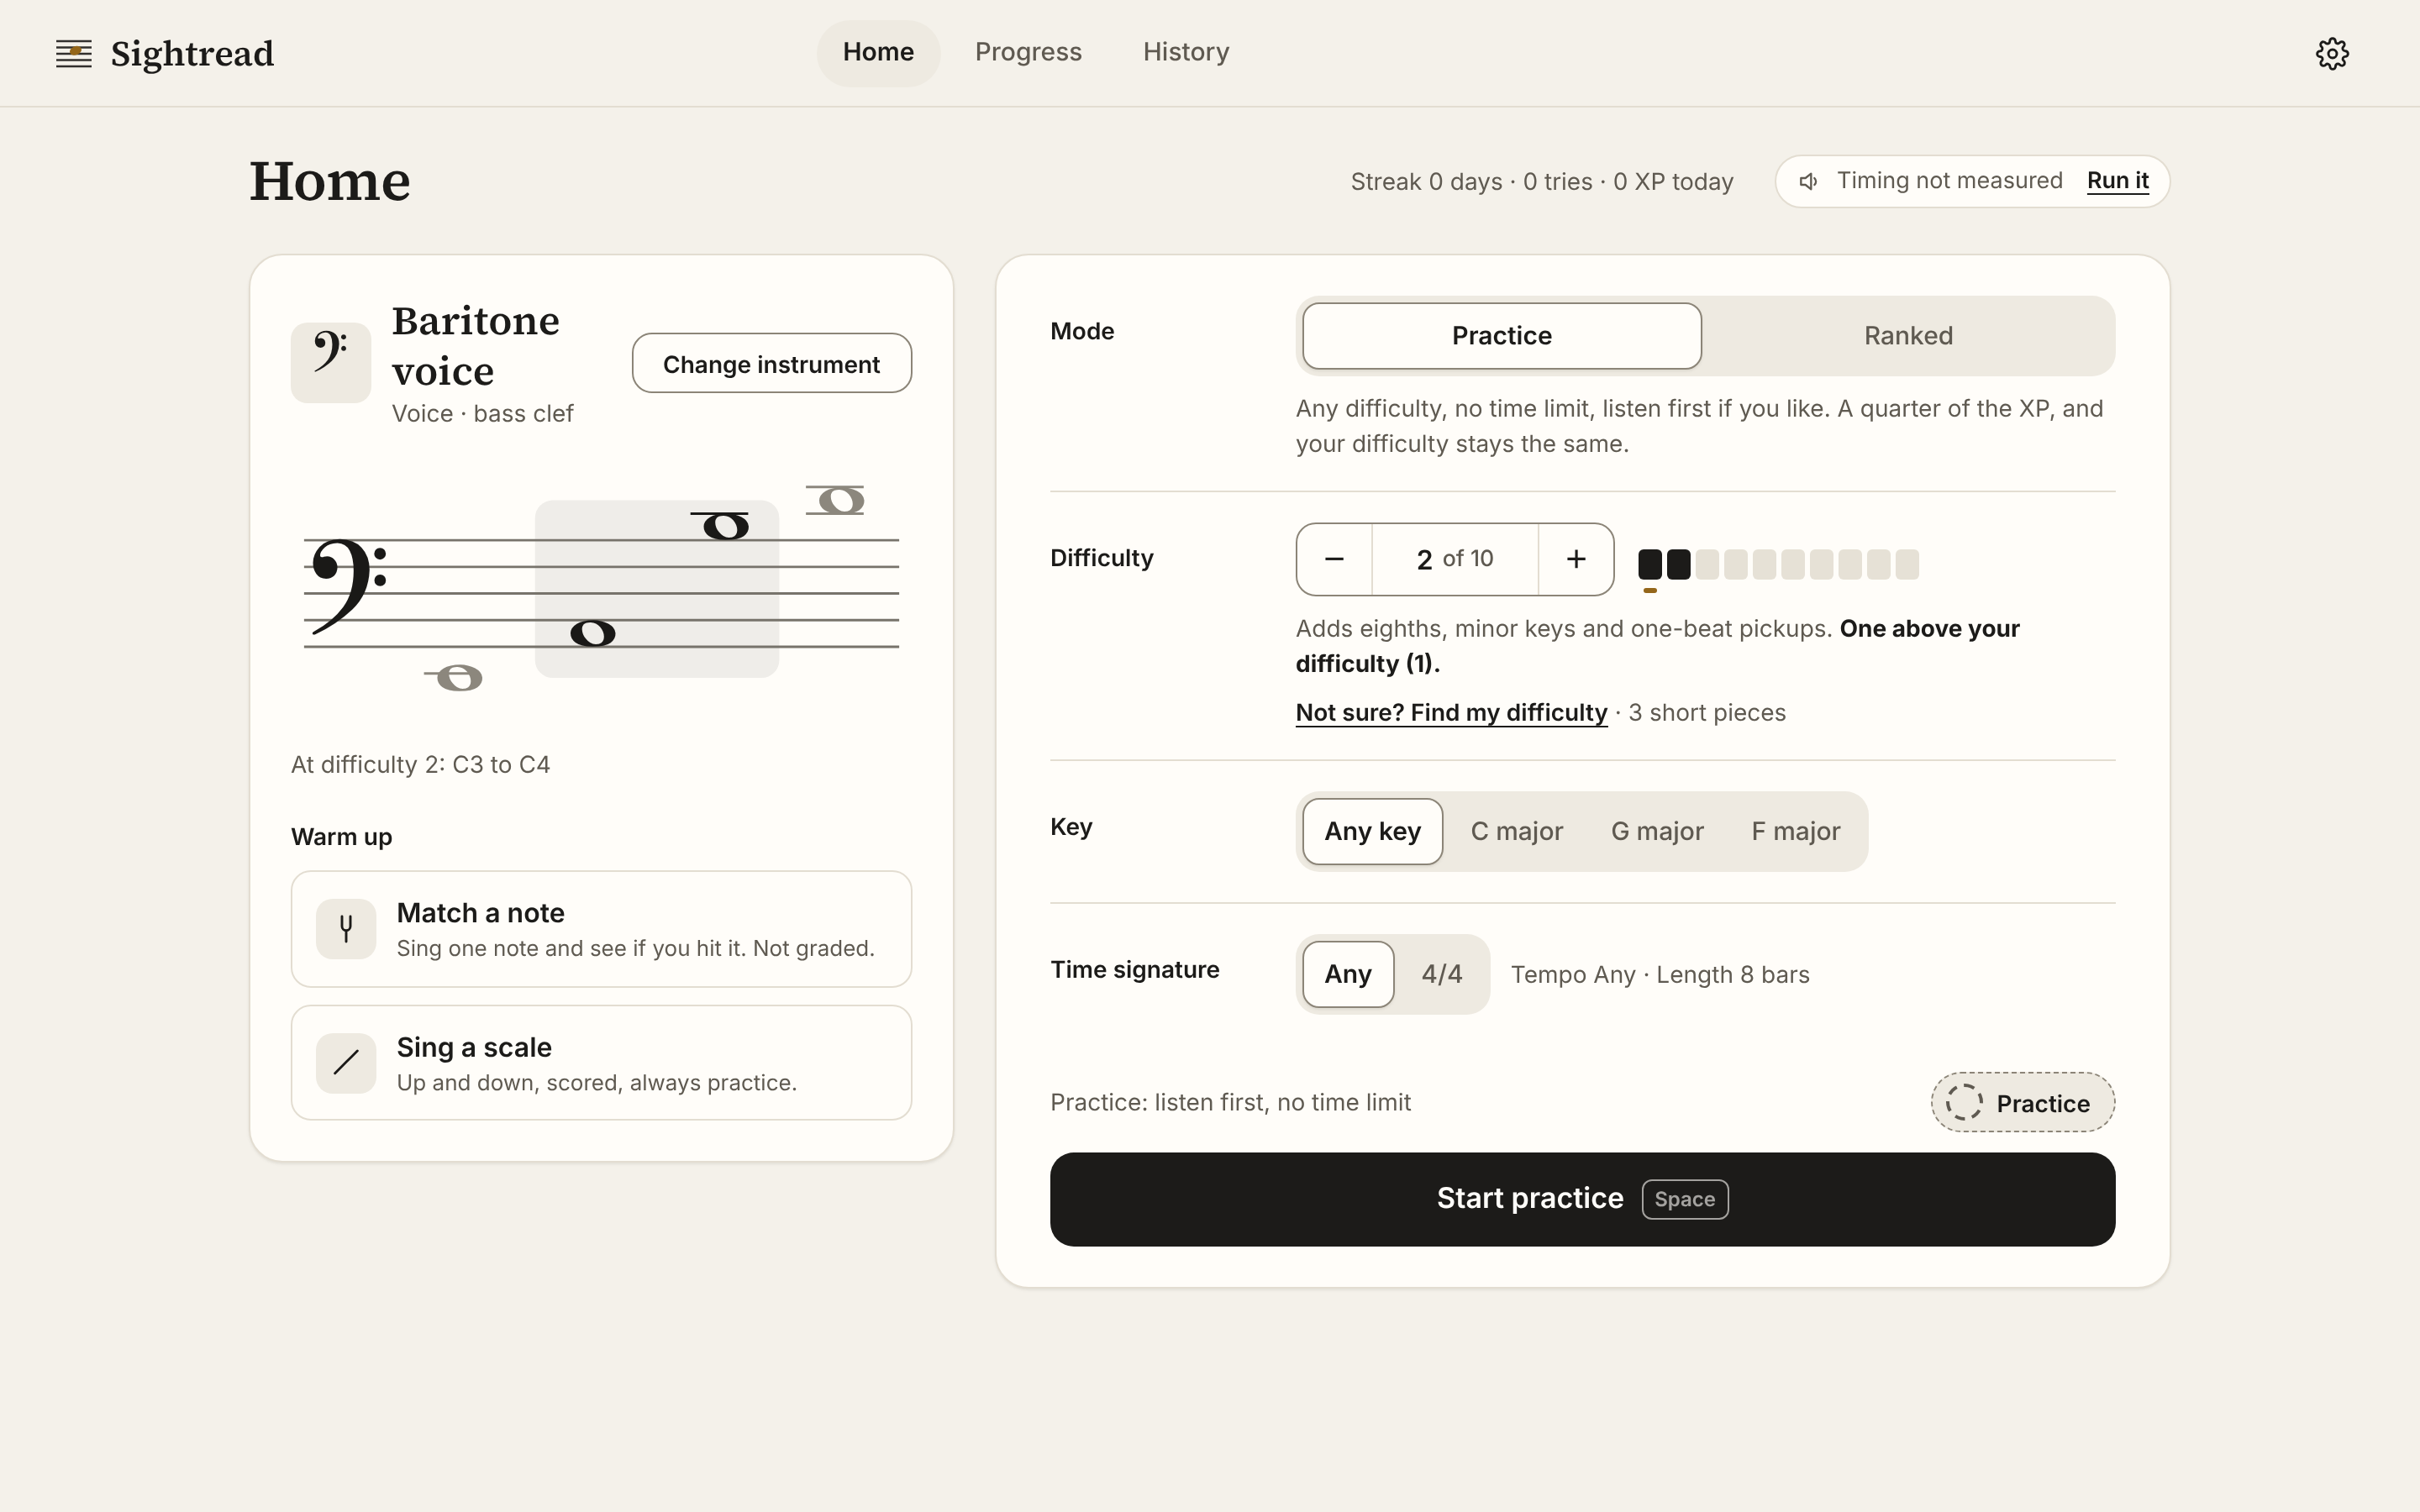 Sightread
Home
Progress
History
Home
Streak 0 days · 0 tries · 0 XP today
Timing not measured
Run it
Baritone
voice
Voice · bass clef
Change instrument
At difficulty 2: C3 to C4
Warm up
Match a note
Sing one note and see if you hit it. Not graded.
Sing a scale
Up and down, scored, always practice.
Mode
Practice
Ranked
Any difficulty, no time limit, listen first if you like. A quarter of the XP, and
your difficulty stays the same.
Difficulty
− 2 of 10 +
Adds eighths, minor keys and one-beat pickups. One above your
difficulty (1).
Not sure? Find my difficulty · 3 short pieces
Key
Any key
C major
G major
F major
Time signature
Any
4/4
Tempo Any · Length 8 bars
Practice: listen first, no time limit
Practice
Start practice
Space